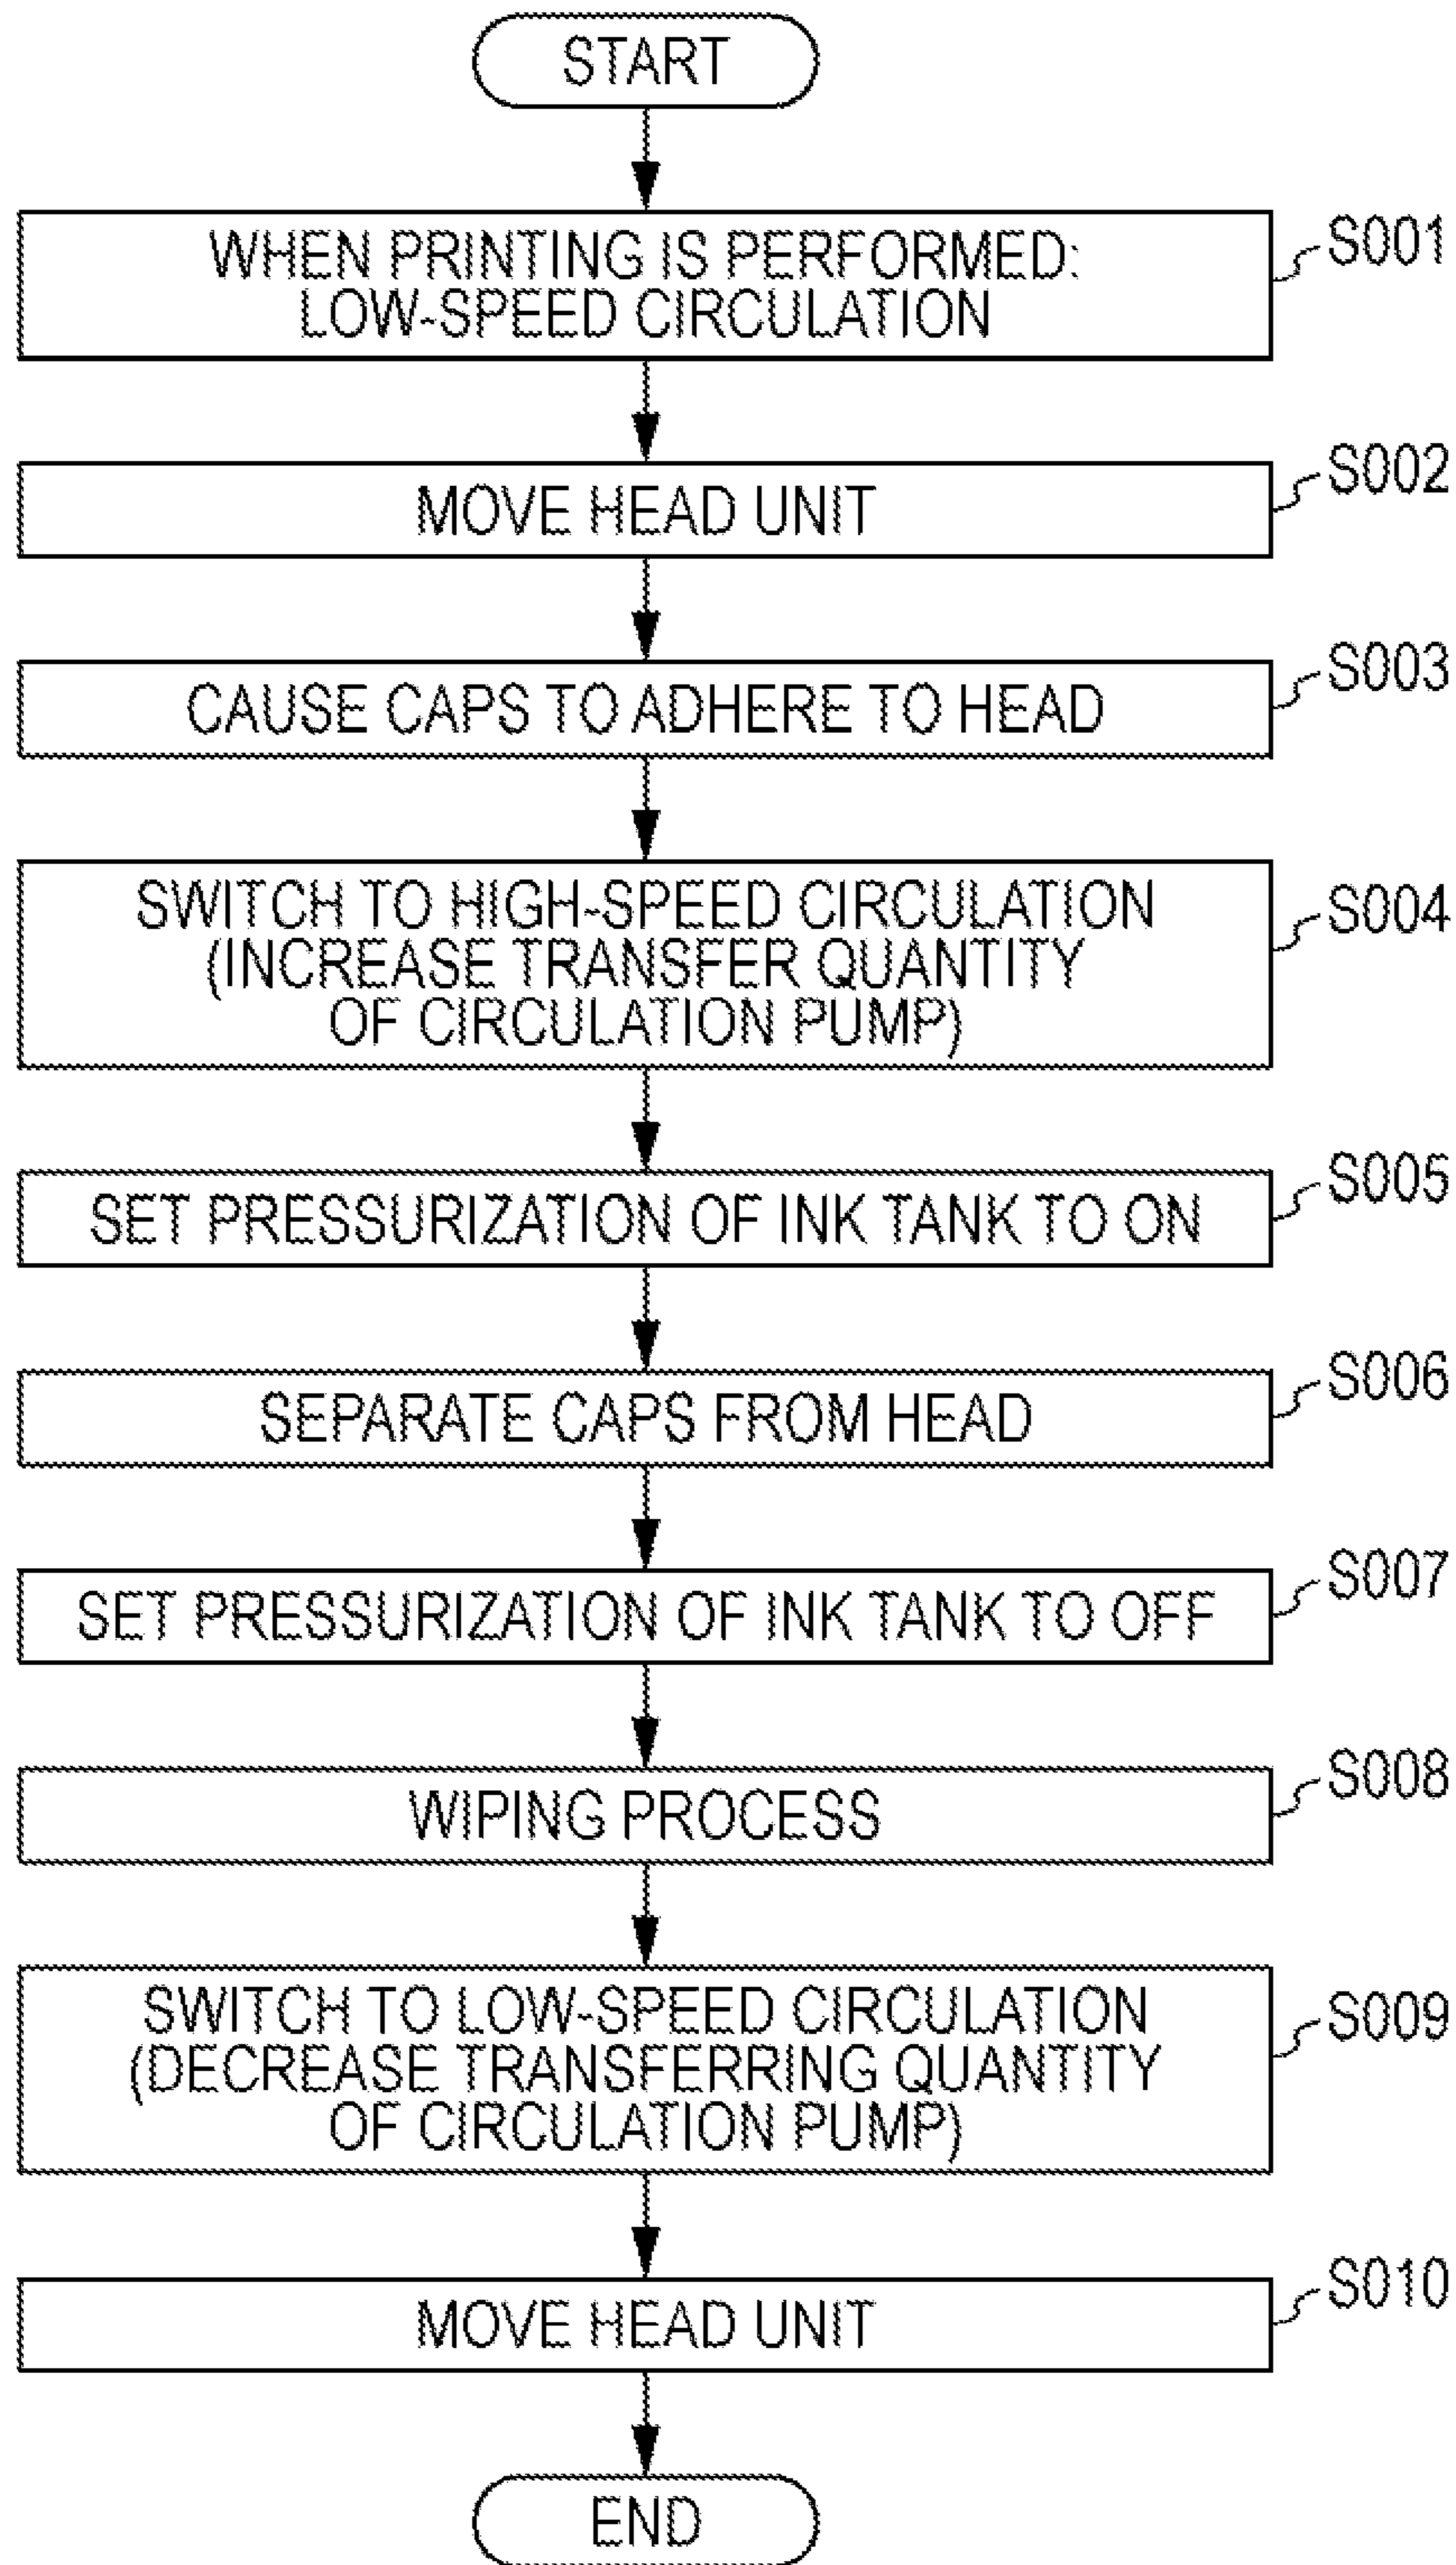 START
WHEN PRINTING IS PERFORMED:
LOW-SPEED CIRCULATION
S001
MOVE HEAD UNIT
S002
CAUSE CAPS TO ADHERE TO HEAD
S003
SWITCH TO HIGH-SPEED CIRCULATION
(INCREASE TRANSFER QUANTITY
OF CIRCULATION PUMP)
S004
SET PRESSURIZATION OF INK TANK TO ON
S005
SEPARATE CAPS FROM HEAD
S006
SET PRESSURIZATION OF INK TANK TO OFF
S007
WIPING PROCESS
S008
SWITCH TO LOW-SPEED CIRCULATION
(DECREASE TRANSFERRING QUANTITY
OF CIRCULATION PUMP)
S009
MOVE HEAD UNIT
S010
END